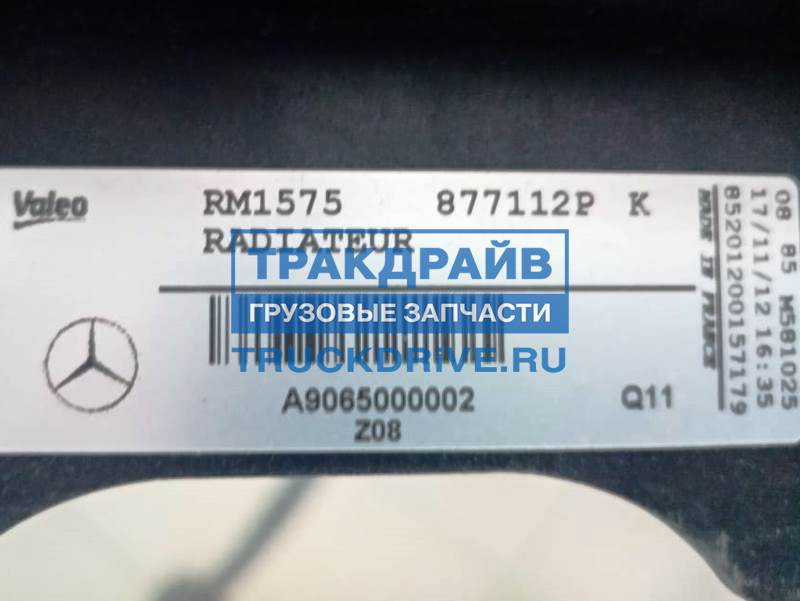 Valeo
RM1575 877112P K
RADIATEUR
ТРАКДРАЙВ
ГРУЗОВЫЕ ЗАПЧАСТИ
TRUCKDRIVE.RU
A9065000002 Q11
Z08
MADE IN FRANCE
85201200157179
17/11/12 16:35
08 85 M581025